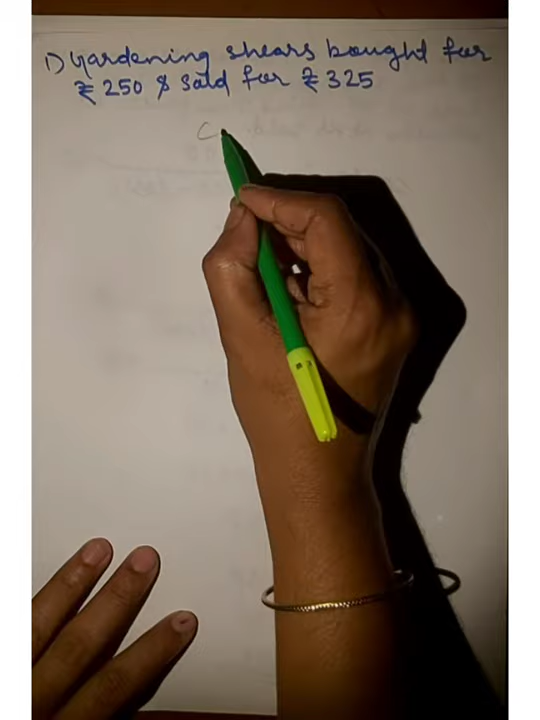 1) Gardening shears bought for
₹ 250 & sold for ₹ 325
C